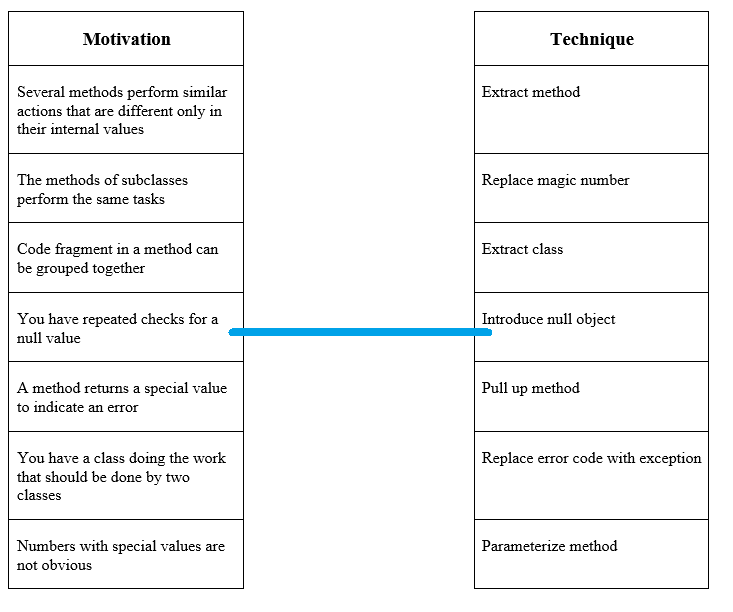 Motivation
Technique
Several methods perform similar
actions that are different only in
their internal values
Extract method
The methods of subclasses
perform the same tasks
Replace magic number
Code fragment in a method can
be grouped together
Extract class
You have repeated checks for a
null value
Introduce null object
A method returns a special value
to indicate an error
Pull up method
You have a class doing the work
that should be done by two
classes
Replace error code with exception
Numbers with special values are
not obvious
Parameterize method